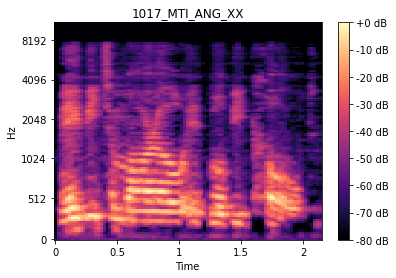 1017_MTI_ANG_XX
+0 dB
8192
-10 dB
4096
-20 dB
-30 dB
2048
Hz
-40 dB
1024
-50 dB
512
-60 dB
-70 dB
0
-80 dB
0 0.5 1 1.5 2
Time